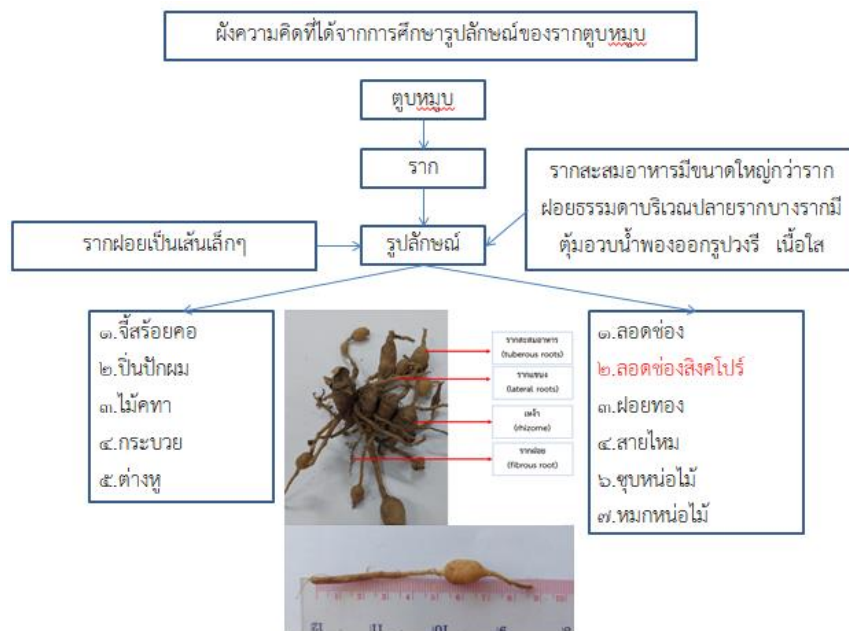 ผังความคิดที่ได้จากการศึกษารูปลักษณ์ของรากตูบหมูบ
ตูบหมูบ
ราก
รากสะสมอาหารมีขนาดใหญ่กว่าราก
ฝอยธรรมดาบริเวณปลายรากบางรากมี
ตุ้มอวบน้ำพองออกรูปวงรี เนื้อใส
รากฝอยเป็นเส้นเล็กๆ
รูปลักษณ์
๑.จี้สร้อยคอ
๒.ปิ่นปักผม
๓.ไม้คทา
๔.กระบวย
๕.ต่างหู
รากสะสมอาหาร
(tuberous roots)
รากแขนง
(lateral roots)
เหง้า
(rhizome)
รากฝอย
(fibrous root)
๑.ลอดช่อง
๒.ลอดช่องสิงคโปร์
๓.ฝอยทอง
๔.สายไหม
๖.ซุบหน่อไม้
๗.หมกหน่อไม้
1 2 3 4 5 6 7 8 9 10